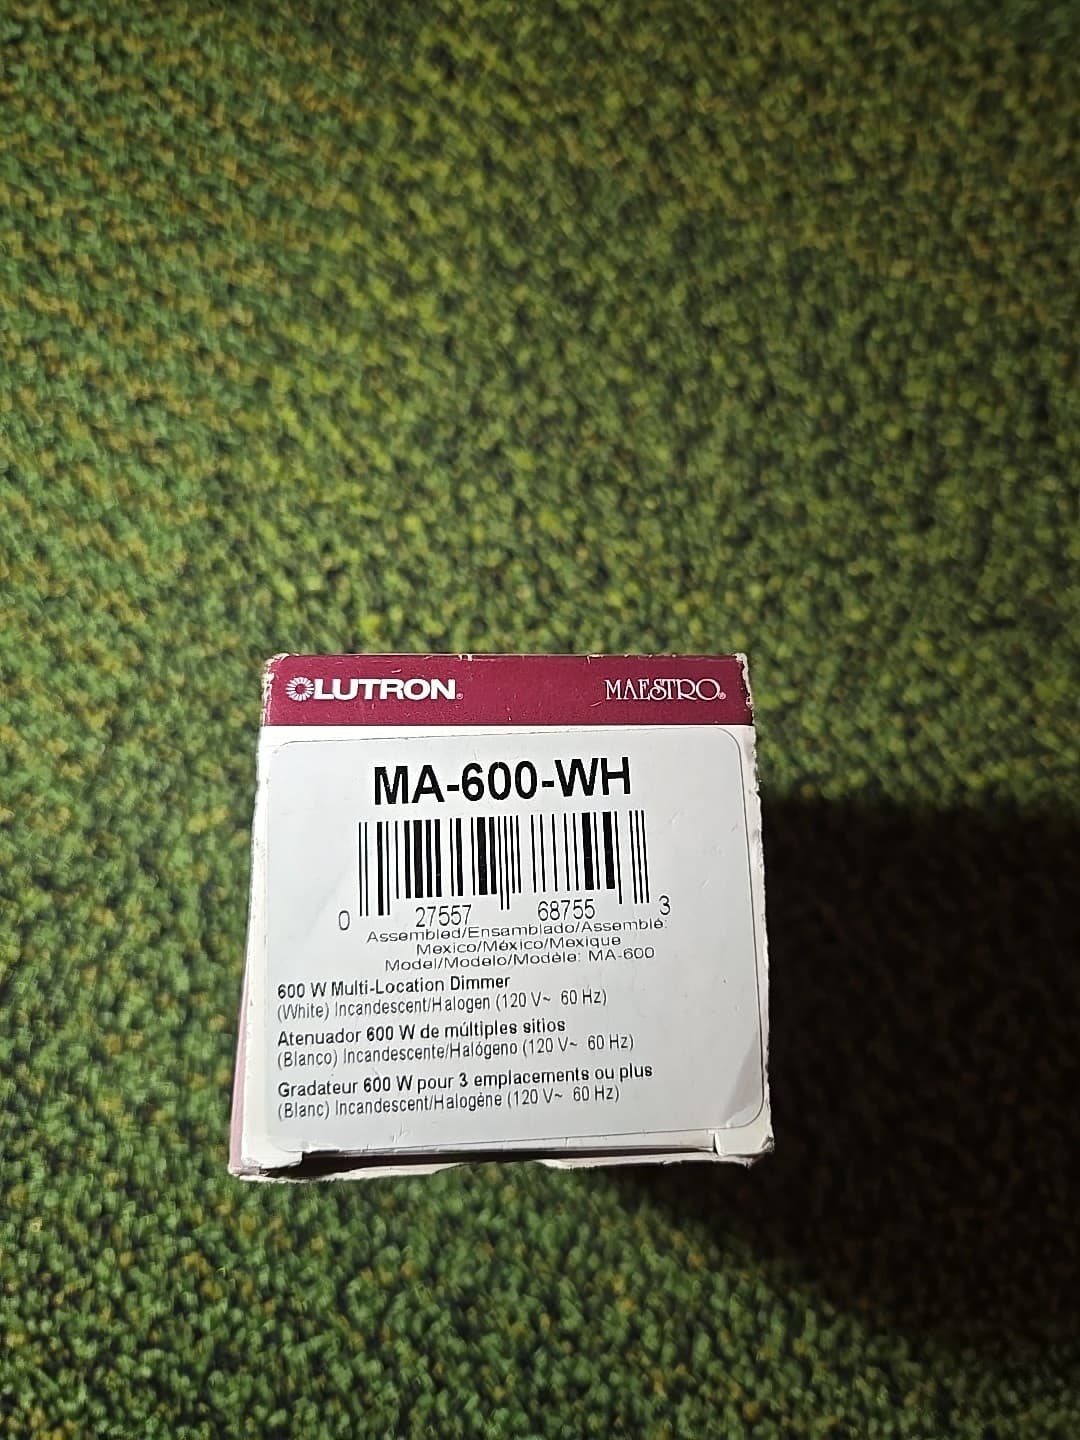 LUTRON® MAESTRO®
MA-600-WH
0 27557 68755 3
Assembled/Ensamblado/Assemblé:
Mexico/México/Mexique
Model/Modelo/Modèle: MA-600
600 W Multi-Location Dimmer
(White) Incandescent/Halogen (120 V~ 60 Hz)
Atenuador 600 W de múltiples sitios
(Blanco) Incandescente/Halógeno (120 V~ 60 Hz)
Gradateur 600 W pour 3 emplacements ou plus
(Blanc) Incandescent/Halogène (120 V~ 60 Hz)